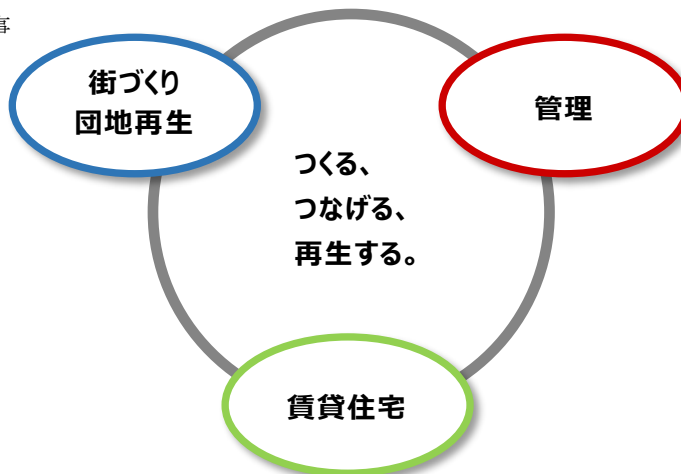 事
街づくり
団地再生
管理
つくる、
つなげる、
再生する。
賃貸住宅